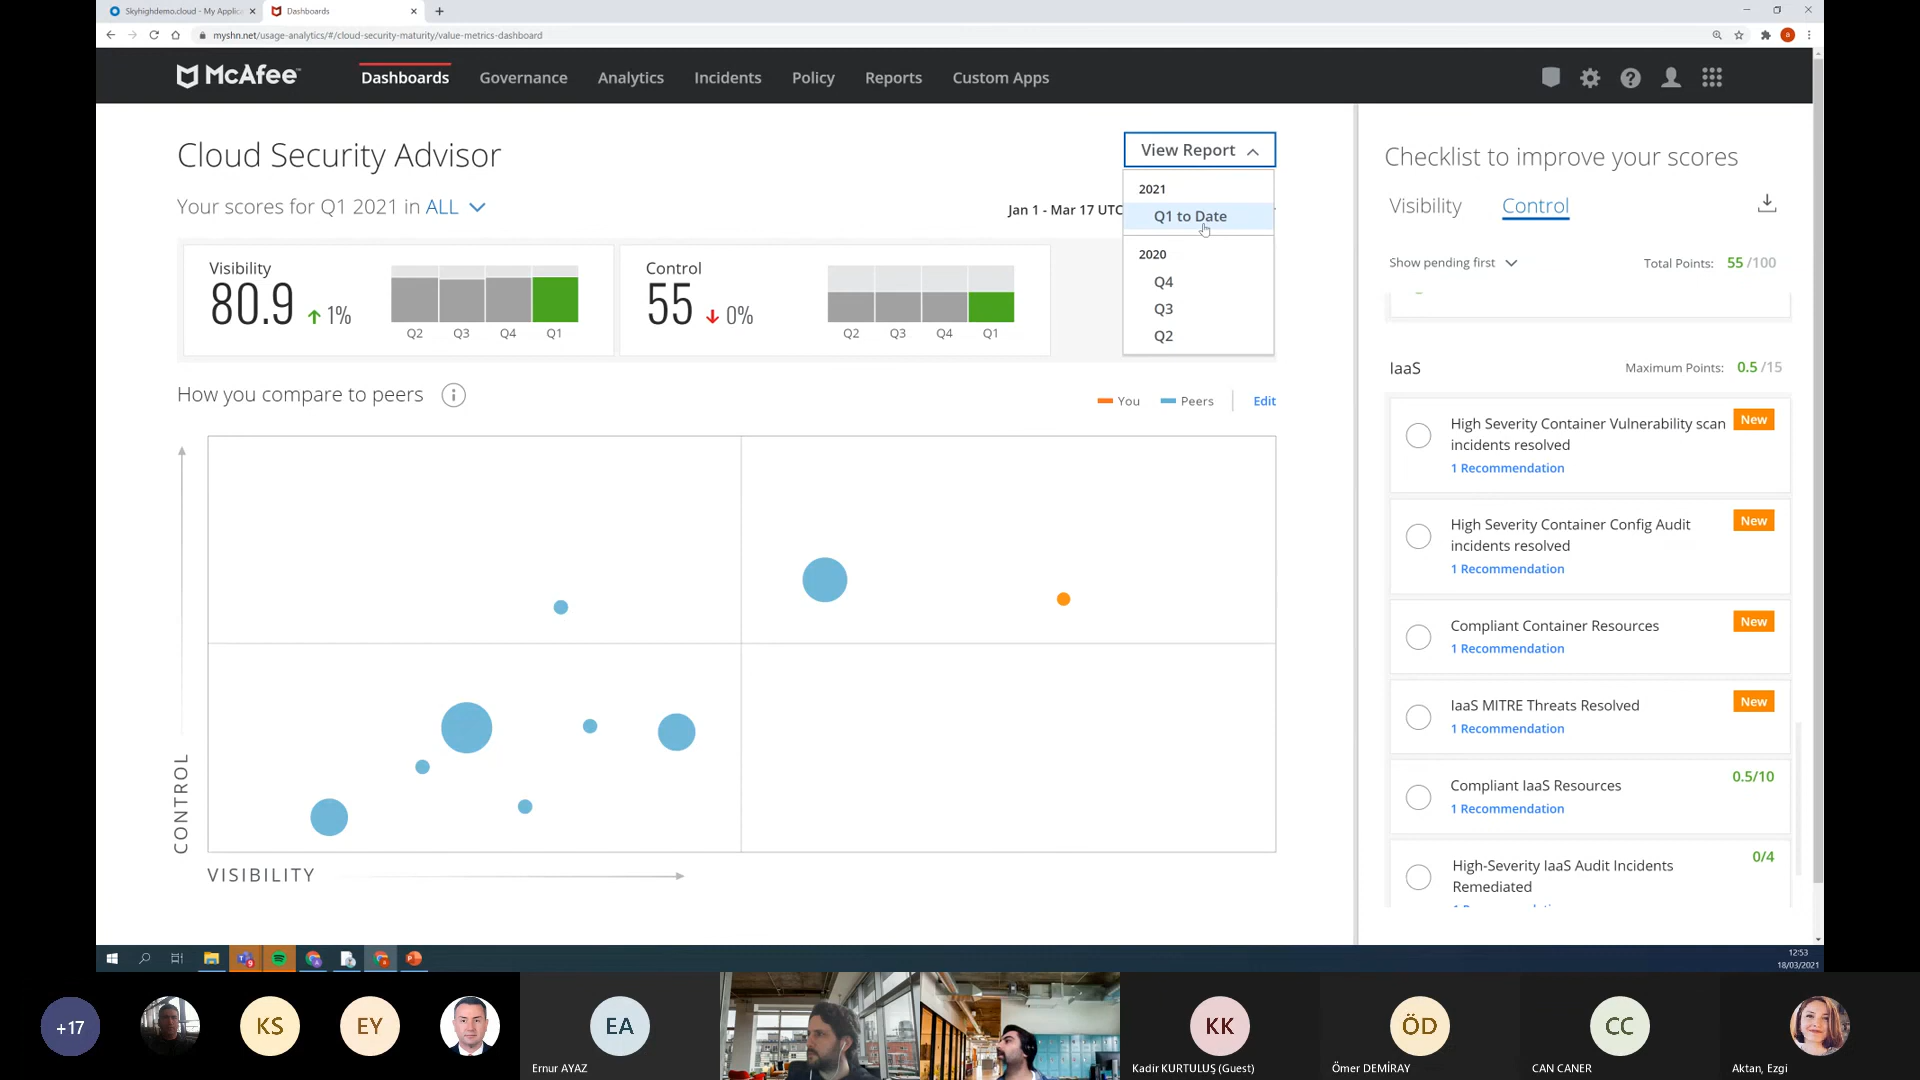 Skyhighdemo.cloud - My Applic
Dashboards
myshn.net/usage-analytics/#/cloud-security-maturity/value-metrics-dashboard
McAfee
Dashboards
Governance
Analytics
Incidents
Policy
Reports
Custom Apps
Cloud Security Advisor
View Report
Your scores for Q1 2021 in ALL
Jan 1 - Mar 17 UTC
2021
Q1 to Date
2020
Q4
Q3
Q2
Visibility
80.9 1%
Q2 Q3 Q4 Q1
Control
55 0%
Q2 Q3 Q4 Q1
How you compare to peers
You
Peers
Edit
CONTROL
VISIBILITY
Checklist to improve your scores
Visibility
Control
Show pending first
Total Points: 55 /100
IaaS
Maximum Points: 0.5 /15
High Severity Container Vulnerability scan
incidents resolved
New
1 Recommendation
High Severity Container Config Audit
incidents resolved
New
1 Recommendation
Compliant Container Resources
New
1 Recommendation
IaaS MITRE Threats Resolved
New
1 Recommendation
Compliant IaaS Resources
0.5/10
1 Recommendation
High-Severity IaaS Audit Incidents
Remediated
0/4
12:53
18/03/2021
+17
KS
EY
EA
Ernur AYAZ
KK
Kadir KURTULUŞ (Guest)
ÖD
Ömer DEMİRAY
CC
CAN CANER
Aktan, Ezgi